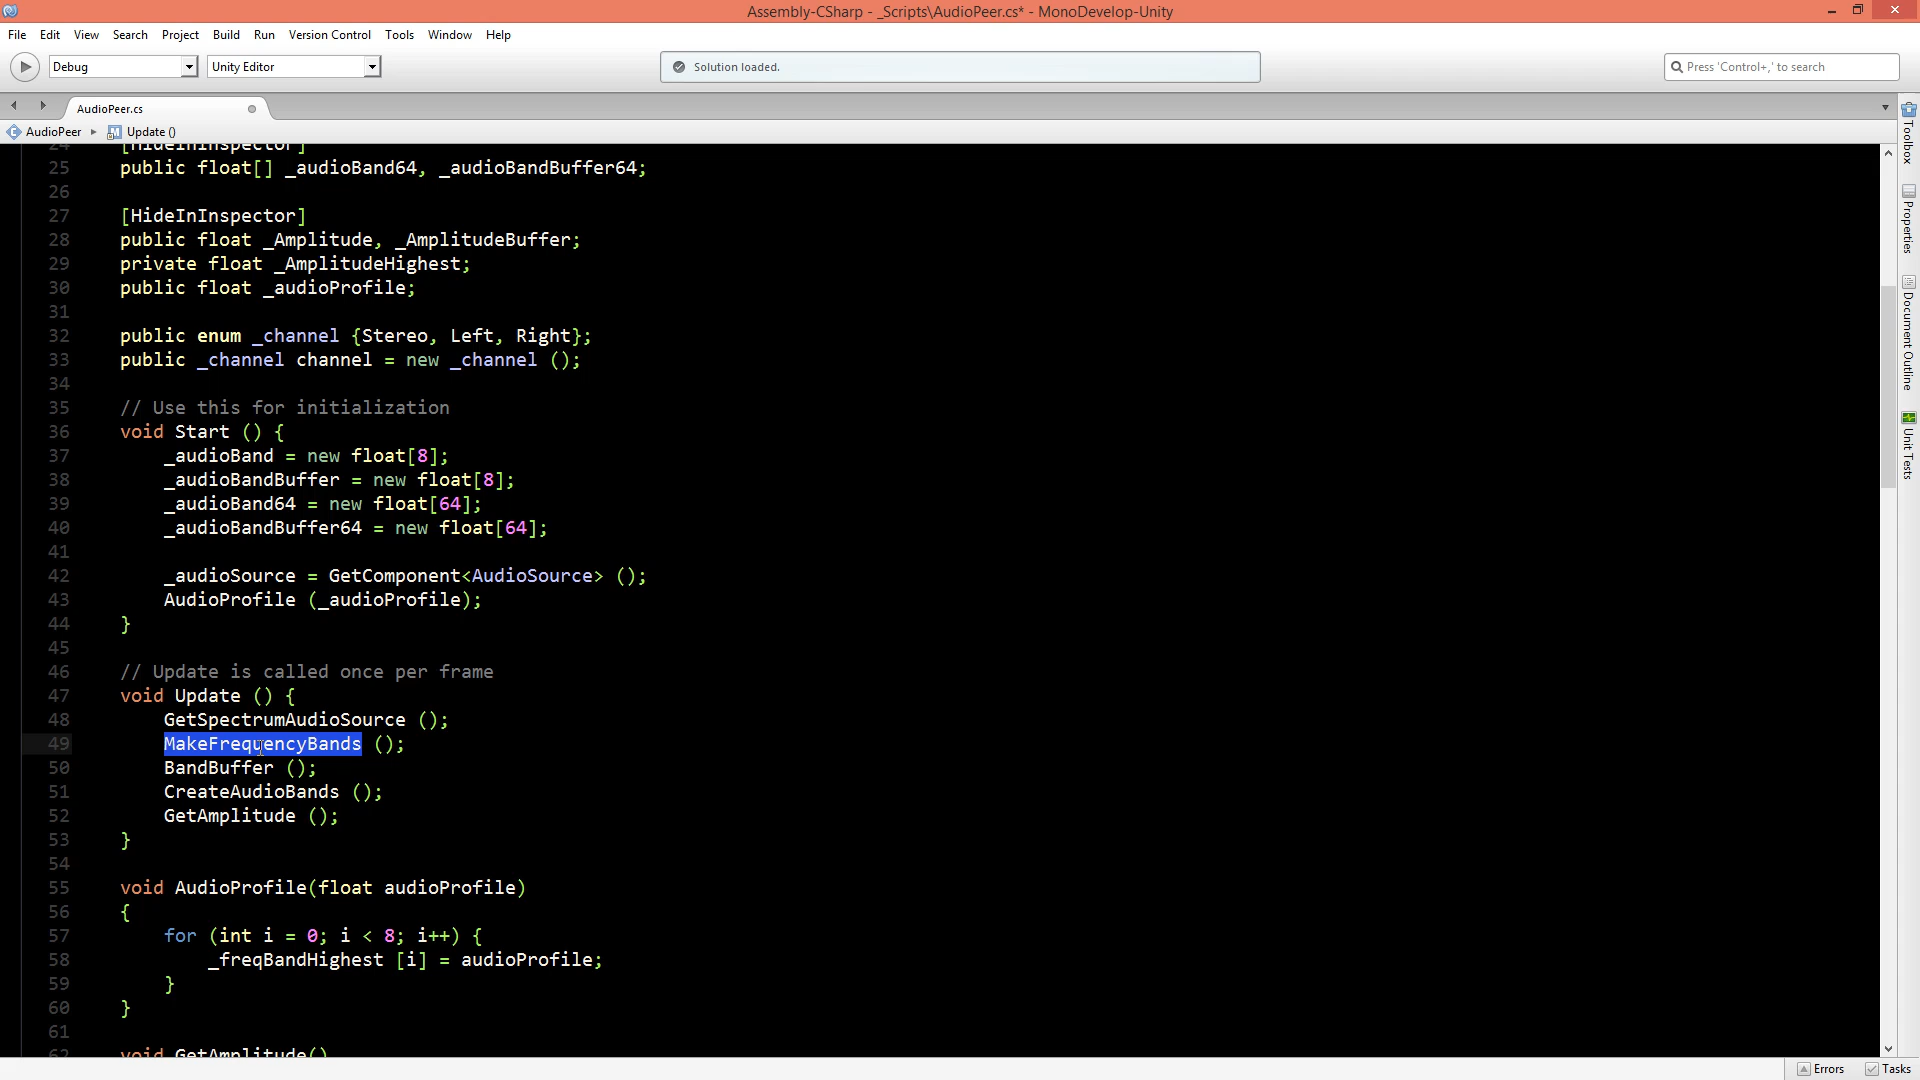 Assembly-CSharp - _Scripts\AudioPeer.cs* - MonoDevelop-Unity
File Edit View Search Project Build Run Version Control Tools Window Help
Debug Unity Editor Solution loaded. Press 'Control+,' to search
AudioPeer.cs
AudioPeer Update ()
24 [HideInInspector]
25 public float[] _audioBand64, _audioBandBuffer64;
26
27 [HideInInspector]
28 public float _Amplitude, _AmplitudeBuffer;
29 private float _AmplitudeHighest;
30 public float _audioProfile;
31
32 public enum _channel {Stereo, Left, Right};
33 public _channel channel = new _channel ();
34
35 // Use this for initialization
36 void Start () {
37 _audioBand = new float[8];
38 _audioBandBuffer = new float[8];
39 _audioBand64 = new float[64];
40 _audioBandBuffer64 = new float[64];
41
42 _audioSource = GetComponent<AudioSource> ();
43 AudioProfile (_audioProfile);
44 }
45
46 // Update is called once per frame
47 void Update () {
48 GetSpectrumAudioSource ();
49 MakeFrequencyBands ();
50 BandBuffer ();
51 CreateAudioBands ();
52 GetAmplitude ();
53 }
54
55 void AudioProfile(float audioProfile)
56 {
57 for (int i = 0; i < 8; i++) {
58 _freqBandHighest [i] = audioProfile;
59 }
60 }
61
62 void GetAmplitude()
Toolbox
Properties
Document Outline
Unit Tests
Errors Tasks